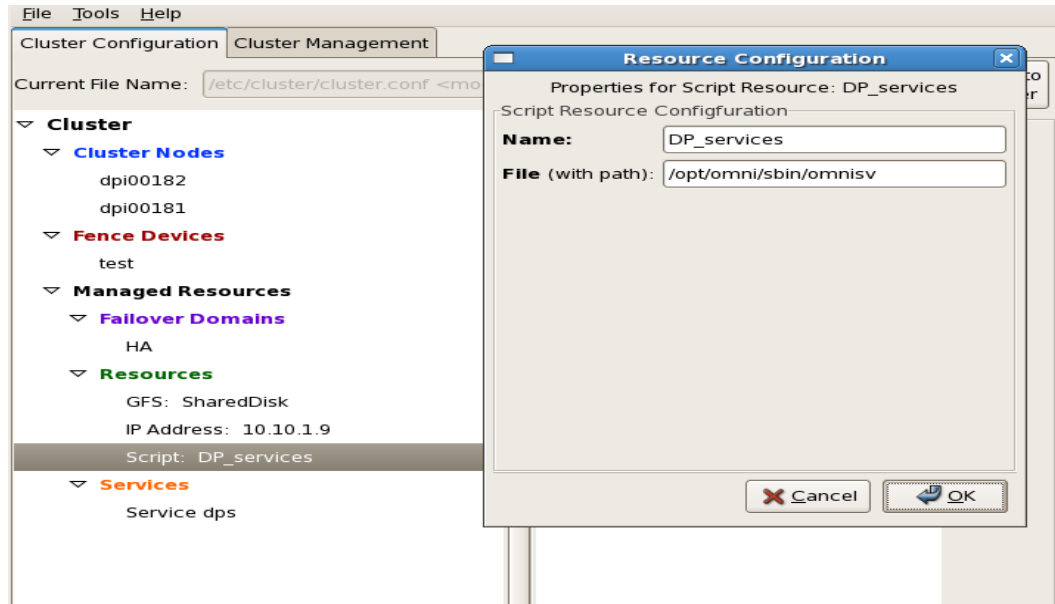 File Tools Help
Cluster Configuration Cluster Management
Current File Name: /etc/cluster/cluster.conf <mo
Cluster
Cluster Nodes
dpi00182
dpi00181
Fence Devices
test
Managed Resources
Failover Domains
HA
Resources
GFS: SharedDisk
IP Address: 10.10.1.9
Script: DP_services
Services
Service dps
Resource Configuration
Properties for Script Resource: DP_services
Script Resource Configfuration
Name: DP_services
File (with path): /opt/omni/sbin/omnisv
Cancel OK